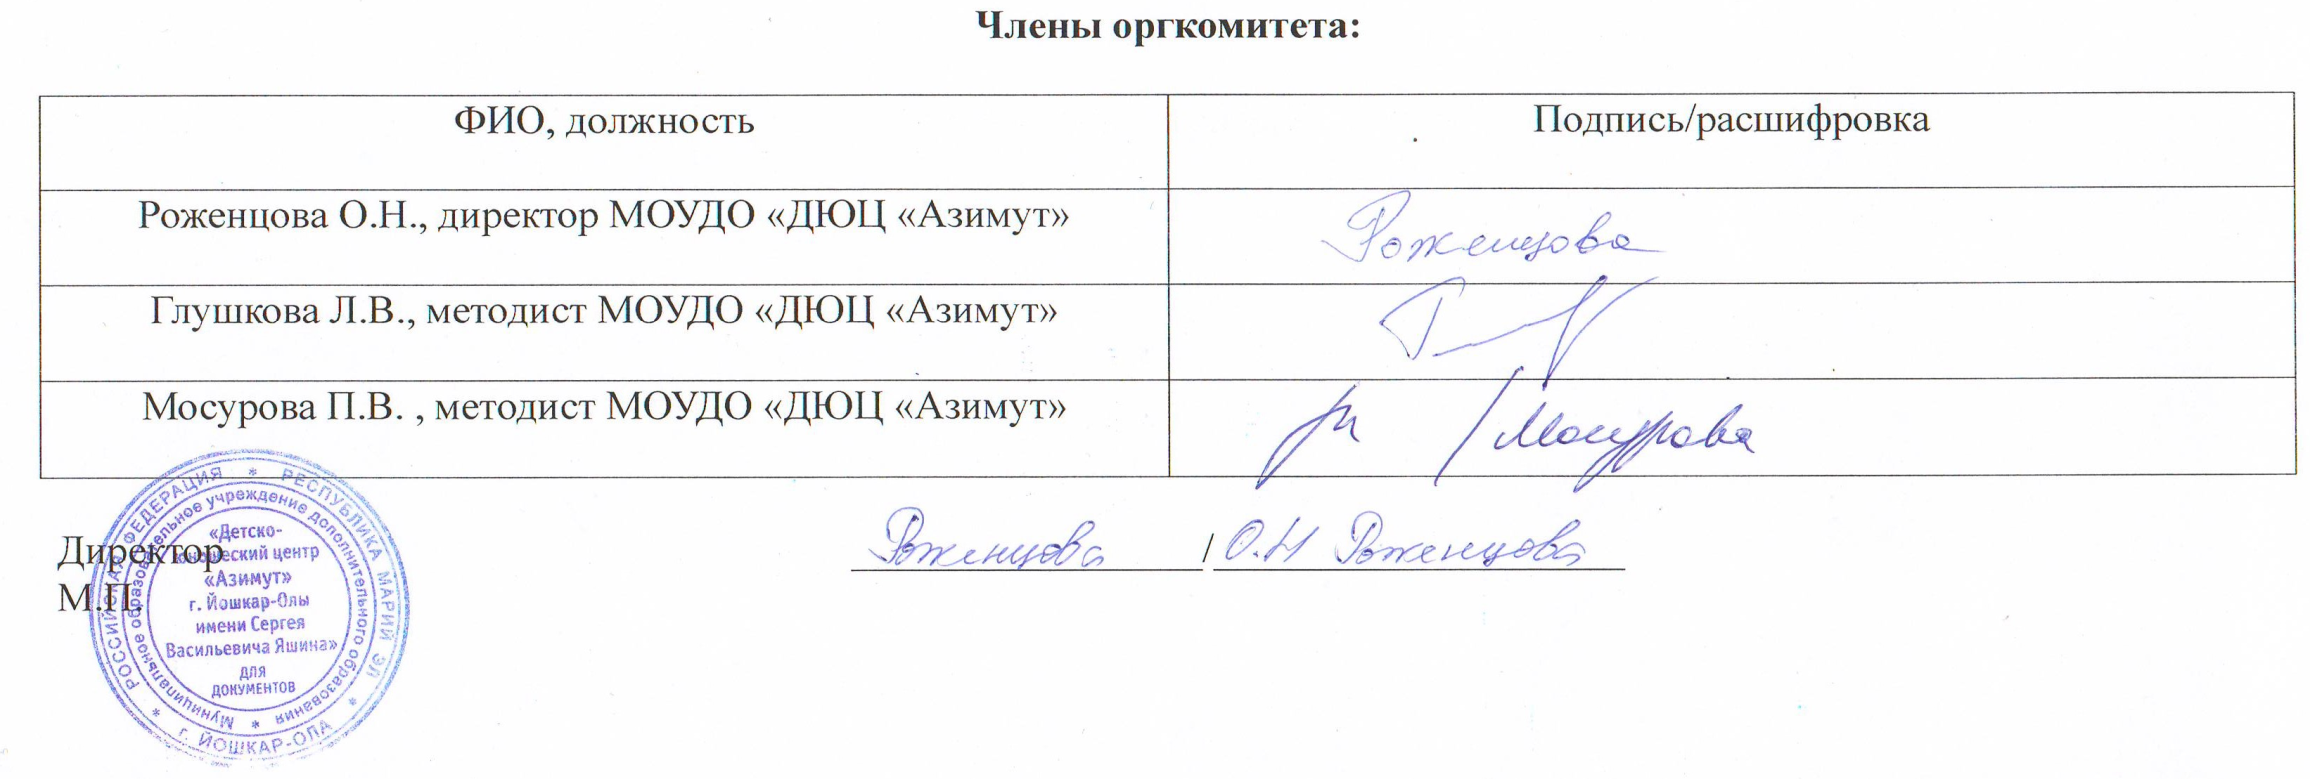 Члены оргкомитета:
ФИО, должность Подпись/расшифровка
Роженцова О.Н., директор МОУДО «ДЮЦ «Азимут» Роженцова
Глушкова Л.В., методист МОУДО «ДЮЦ «Азимут»
Мосурова П.В. , методист МОУДО «ДЮЦ «Азимут» / Мосурова
Директор Роженцова / О.Н Роженцова
М.П.
РОССИЙСКАЯ ФЕДЕРАЦИЯ * РЕСПУБЛИКА МАРИЙ ЭЛ *
г. ЙОШКАР-ОЛА *
Муниципальное образовательное учреждение дополнительного образования *
«Детско-
юношеский центр
«Азимут»
г. Йошкар-Олы
имени Сергея
Васильевича Яшина»
ДЛЯ
ДОКУМЕНТОВ